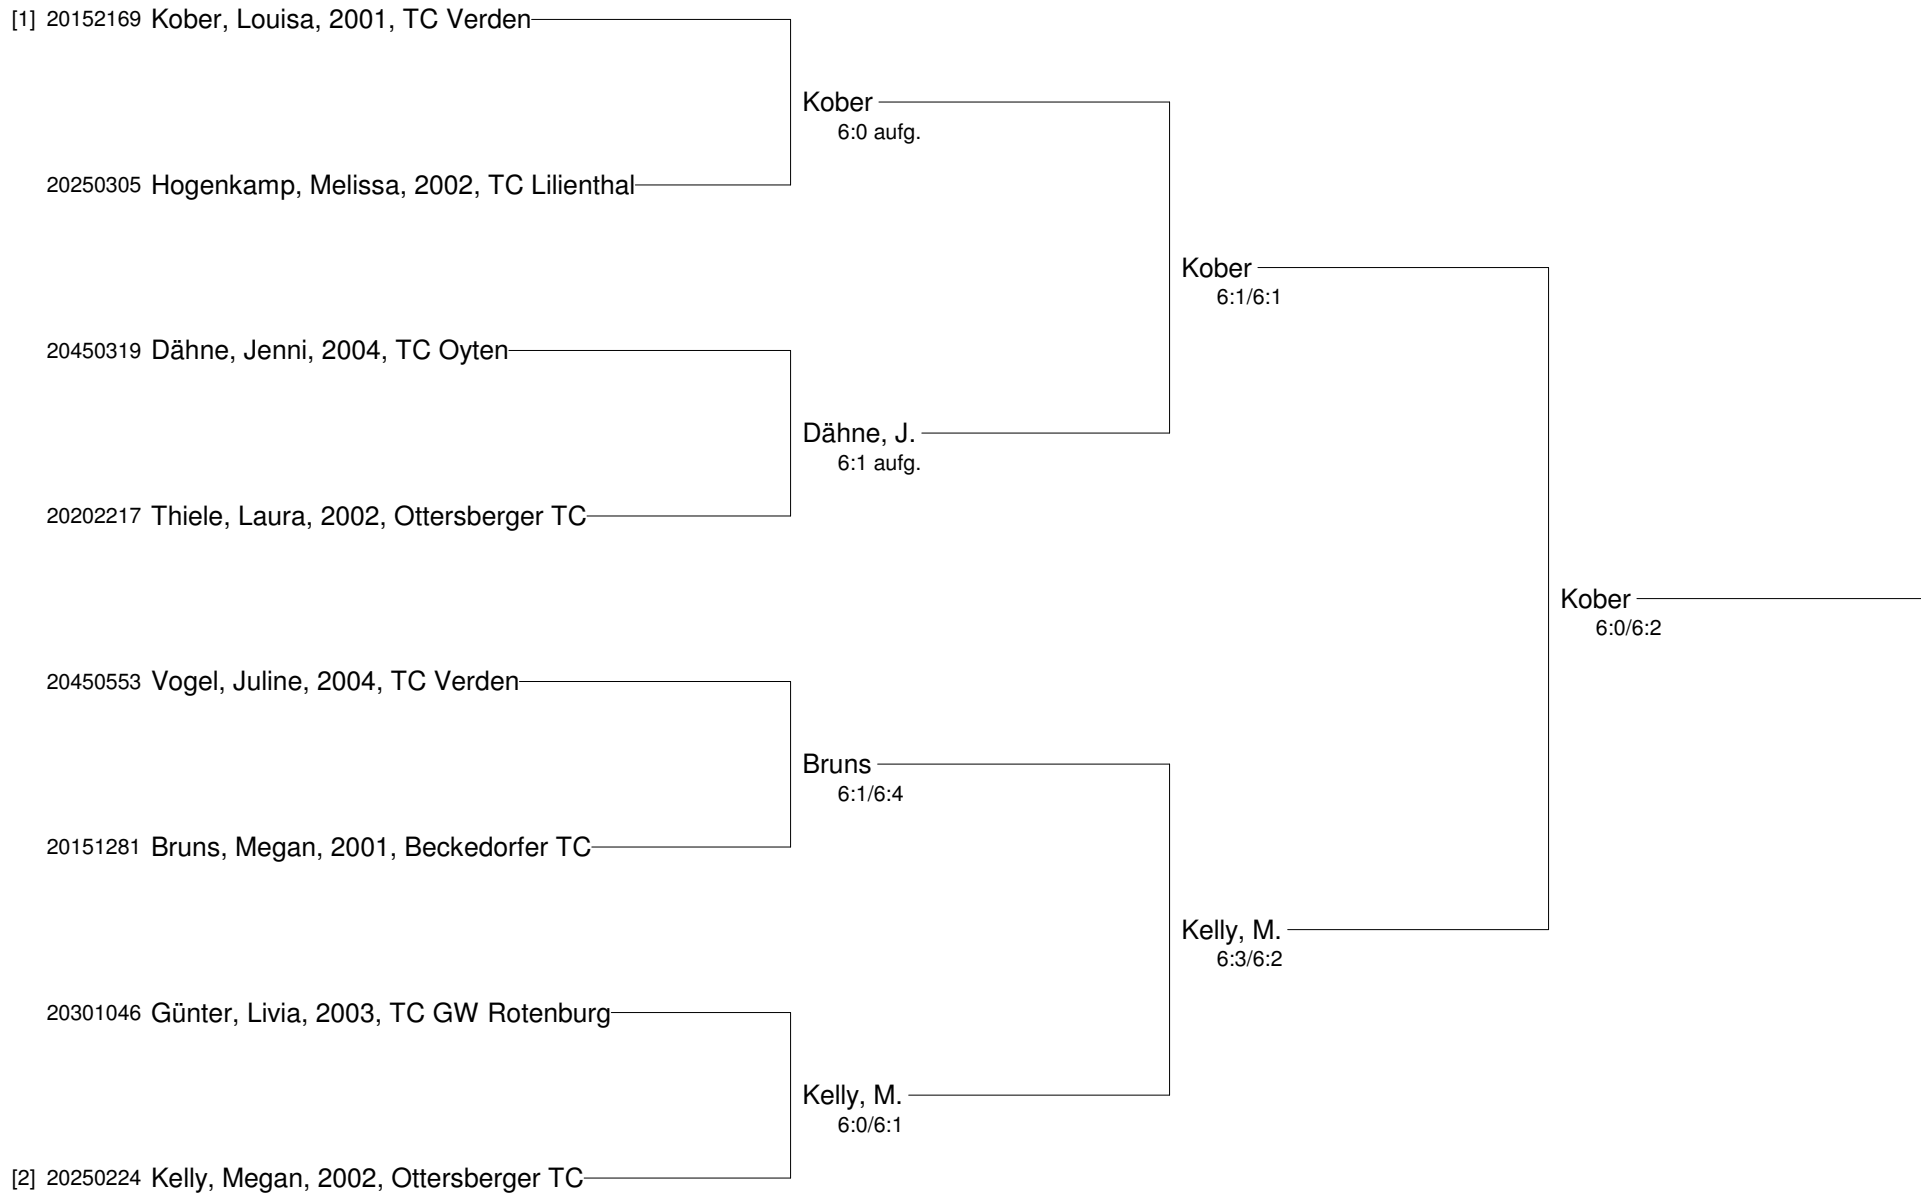 [1] 20152169 Kober, Louisa, 2001, TC Verden
Kober
6:0 aufg.
20250305 Hogenkamp, Melissa, 2002, TC Lilienthal
Kober
6:1/6:1
20450319 Dähne, Jenni, 2004, TC Oyten
Dähne, J.
6:1 aufg.
20202217 Thiele, Laura, 2002, Ottersberger TC
Kober
6:0/6:2
20450553 Vogel, Juline, 2004, TC Verden
Bruns
6:1/6:4
20151281 Bruns, Megan, 2001, Beckedorfer TC
Kelly, M.
6:3/6:2
20301046 Günter, Livia, 2003, TC GW Rotenburg
Kelly, M.
6:0/6:1
[2] 20250224 Kelly, Megan, 2002, Ottersberger TC